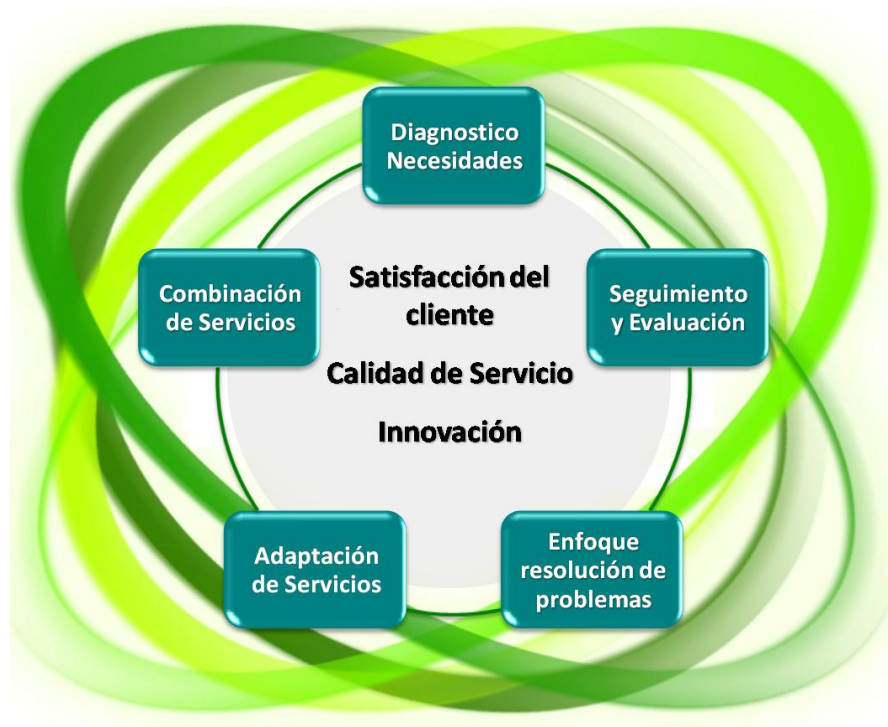 Diagnostico
Necesidades
Combinación
de Servicios
Satisfacción del
cliente
Calidad de Servicio
Innovación
Seguimiento
y Evaluación
Adaptación
de Servicios
Enfoque
resolución de
problemas